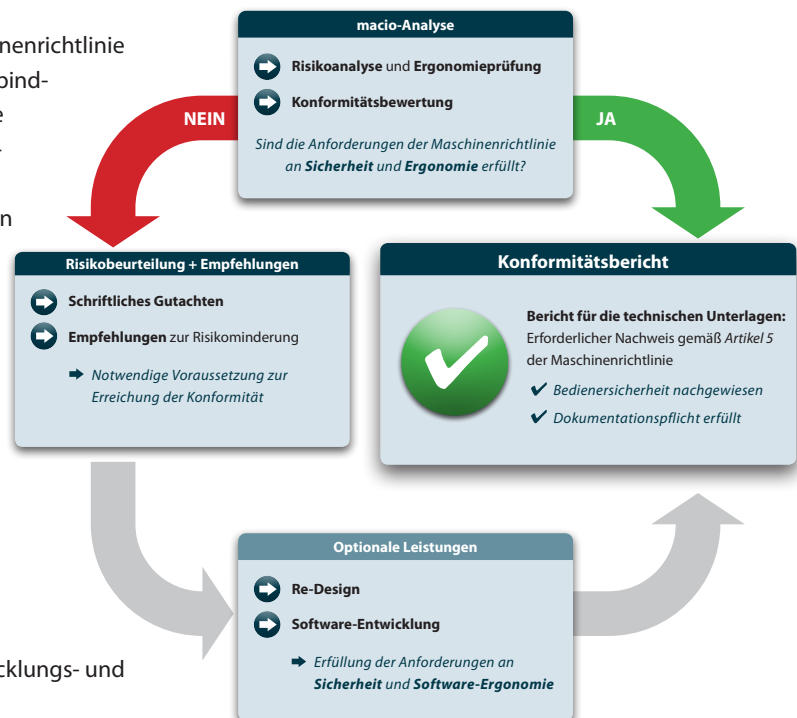 nenrichtlinie
bind-
e
n
macio-Analyse
Risikoanalyse und Ergonomieprüfung
Konformitätsbewertung
Sind die Anforderungen der Maschinenrichtlinie
an Sicherheit und Ergonomie erfüllt?
NEIN
JA
Risikobeurteilung + Empfehlungen
Schriftliches Gutachten
Empfehlungen zur Risikominderung
Notwendige Voraussetzung zur
Erreichung der Konformität
Konformitätsbericht
Bericht für die technischen Unterlagen:
Erforderlicher Nachweis gemäß Artikel 5
der Maschinenrichtlinie
Bedienersicherheit nachgewiesen
Dokumentationspflicht erfüllt
Optionale Leistungen
Re-Design
Software-Entwicklung
Erfüllung der Anforderungen an
Sicherheit und Software-Ergonomie
cklungs- und